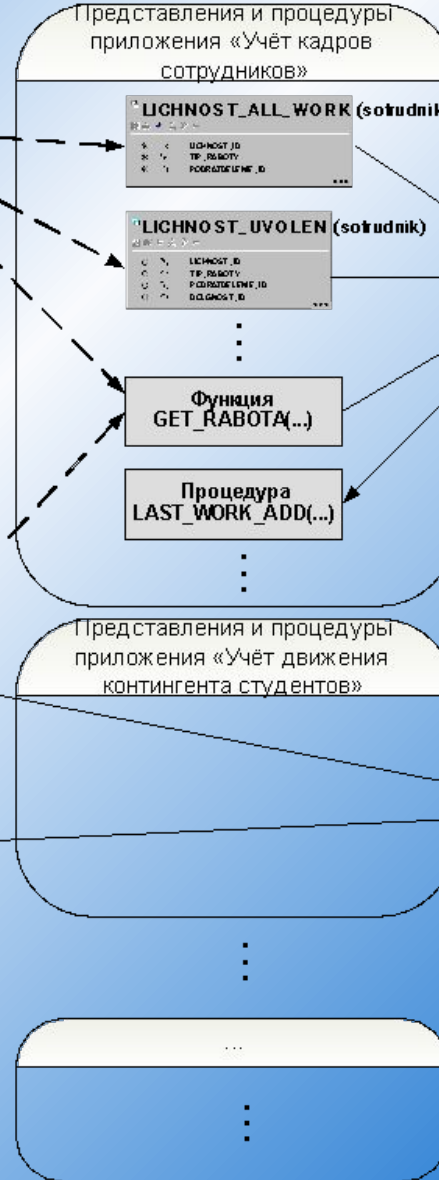 Представления и процедуры
приложения «Учёт кадров
сотрудников»
LICHNOST_ALL_WORK (sotrudnik
LICHNOST_ID
TIP_RABOTY
PODRAZDELENIE_ID
...
LICHNOST_UVOLEN (sotrudnik)
LICHNOST_ID
TIP_RABOTY
PODRAZDELENIE_ID
DOLGNOST_ID
...
Функция
GET_RABOTA(...)
Процедура
LAST_WORK_ADD(...)
Представления и процедуры
приложения «Учёт движения
контингента студентов»
...